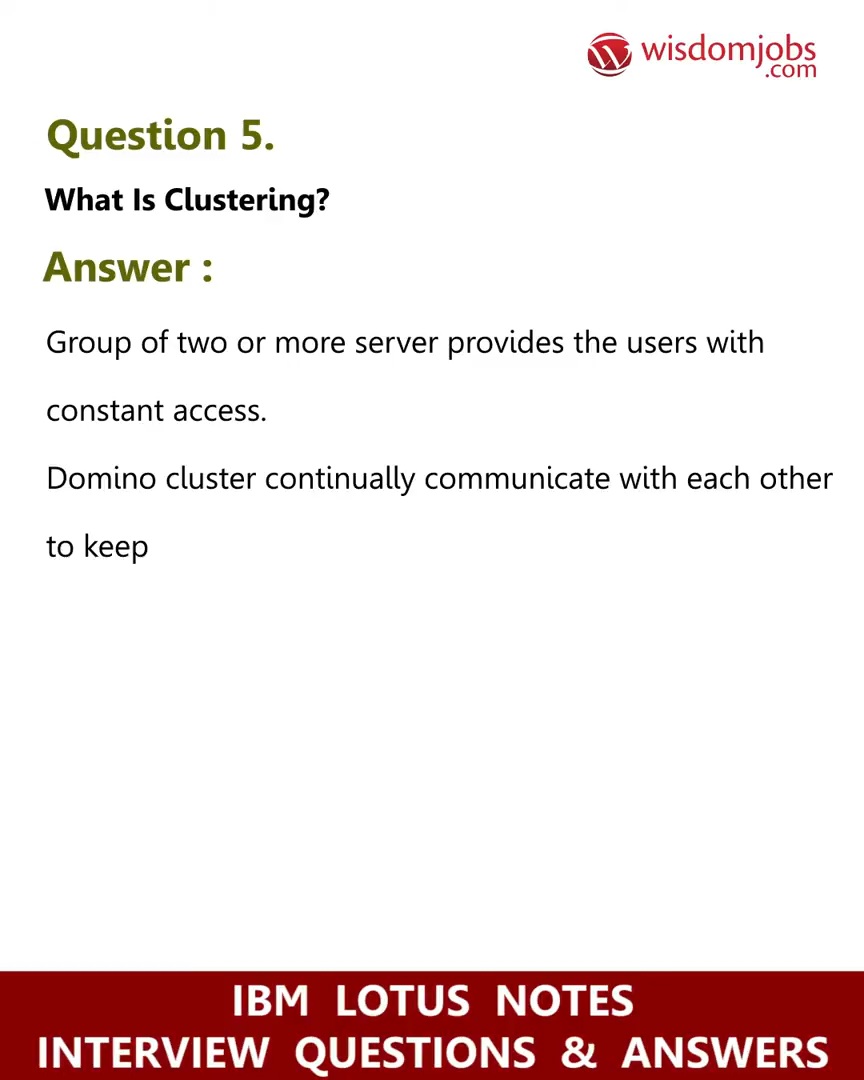 wisdomjobs
.com
Question 5.
What Is Clustering?
Answer :
Group of two or more server provides the users with
constant access.
Domino cluster continually communicate with each other
to keep
IBM LOTUS NOTES
INTERVIEW QUESTIONS & ANSWERS